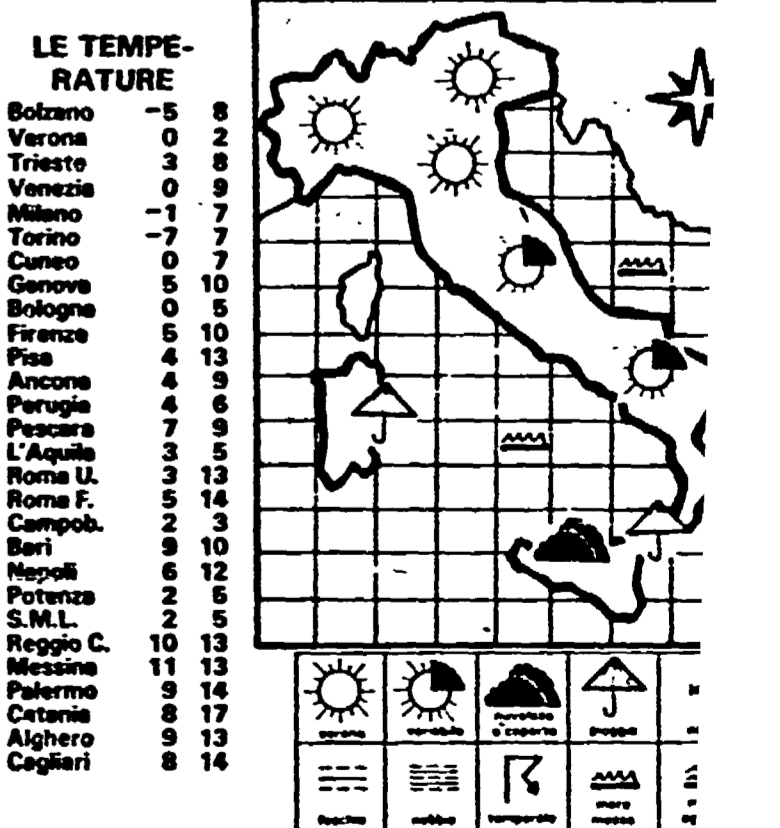 LE TEMPE-
RATURE
Bolzano -5 8
Verona 0 2
Trieste 3 8
Venezia 0 9
Milano -1 7
Torino -7 7
Cuneo 0 7
Genova 5 10
Bologna 0 5
Firenze 5 10
Pisa 4 13
Ancona 4 9
Perugia 4 6
Pescara 7 9
L'Aquila 3 5
Roma U. 3 13
Roma F. 5 14
Campob. 2 3
Bari 9 10
Napoli 6 12
Potenza 2 5
S.M.L. 2 5
Reggio C. 10 13
Messina 11 13
Palermo 9 14
Catania 8 17
Alghero 9 13
Cagliari 8 14
sereno variabile nuvoloso
o coperto pioggia
foschia nebbia temporale mare
mosso